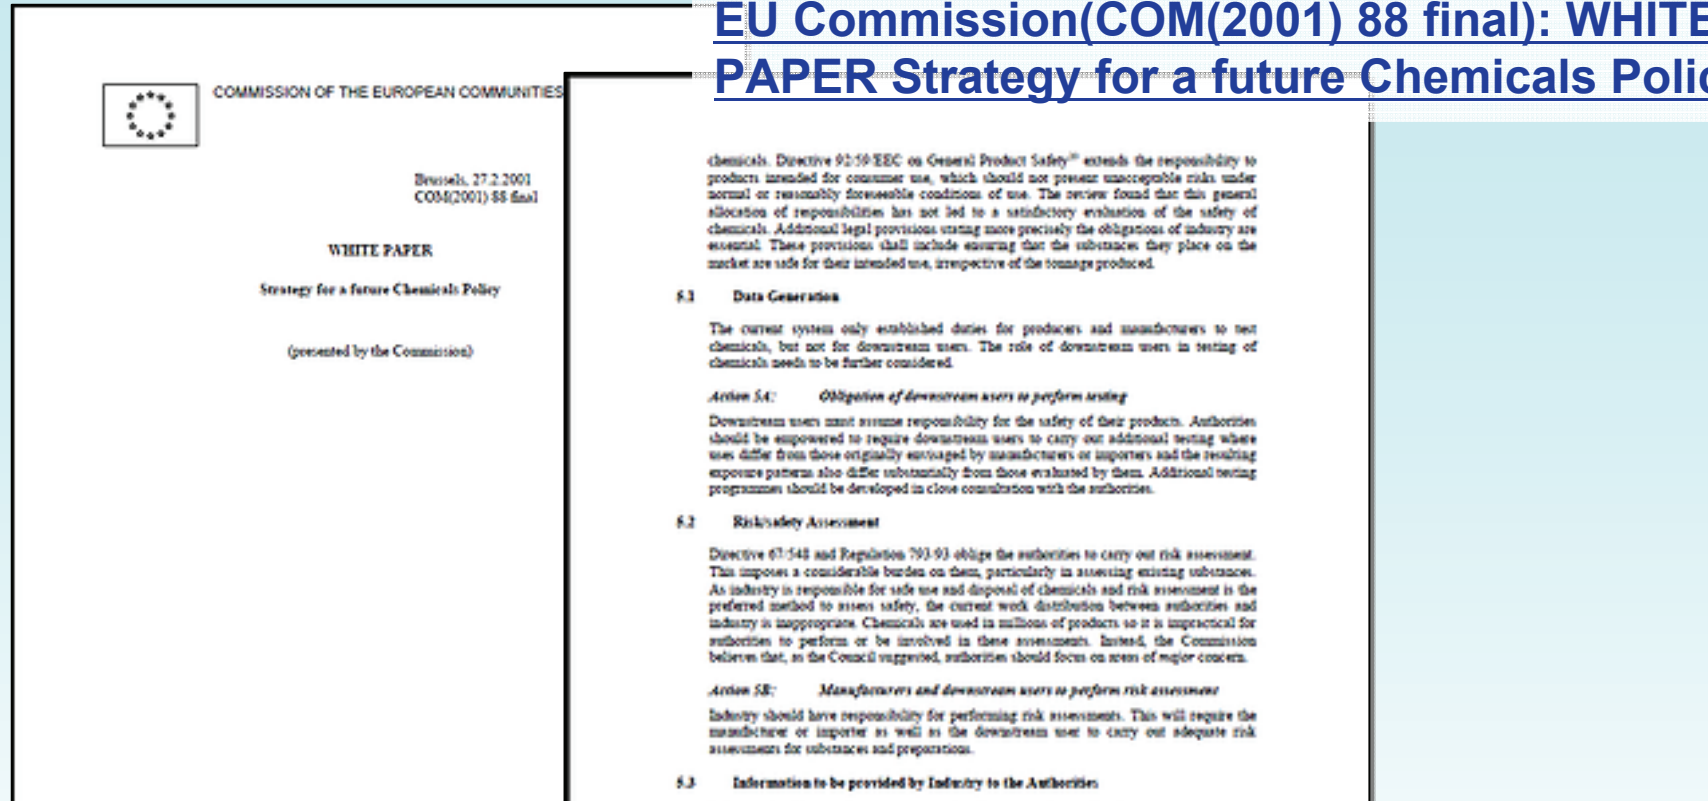 EU Commission(COM(2001) 88 final): WHITE
PAPER Strategy for a future Chemicals Polic
COMMISSION OF THE EUROPEAN COMMUNITIES
Brussels, 27.2.2001
COM(2001) 88 final
WHITE PAPER
Strategy for a future Chemicals Policy
(presented by the Commission)
chemicals. Directive 92/59/EEC on General Product Safety extends the responsibility to
products intended for consumer use, which should not present unacceptable risks under
normal or reasonably foreseeable conditions of use. The review found that this general
allocation of responsibilities has not led to a satisfactory evaluation of the safety of
chemicals. Additional legal provisions stating more precisely the obligations of industry are
essential. These provisions shall include ensuring that the substances they place on the
market are safe for their intended use, irrespective of the tonnage produced.
5.1 Data Generation
The current system only established duties for producers and manufacturers to test
chemicals, but not for downstream users. The role of downstream users in testing of
chemicals needs to be further considered.
Action 5A: Obligation of downstream users to perform testing
Downstream users must assume responsibility for the safety of their products. Authorities
should be empowered to require downstream users to carry out additional testing where
uses differ from those originally envisaged by manufacturers or importers and the resulting
exposure patterns also differ substantially from those evaluated by them. Additional testing
programmes should be developed in close consultation with the authorities.
5.2 Risk/safety Assessment
Directive 67/548 and Regulation 793/93 oblige the authorities to carry out risk assessment.
This imposes a considerable burden on them, particularly in assessing existing substances.
As industry is responsible for safe use and disposal of chemicals and risk assessment is the
preferred method to assess safety, the current work distribution between authorities and
industry is inappropriate. Chemicals are used in millions of products so it is impractical for
authorities to perform or be involved in these assessments. Instead, the Commission
believes that, as the Council suggested, authorities should focus on areas of major concern.
Action 5B: Manufacturers and downstream users to perform risk assessment
Industry should have responsibility for performing risk assessments. This will require the
manufacturer or importer as well as the downstream user to carry out adequate risk
assessments for substances and preparations.
5.3 Information to be provided by Industry to the Authorities